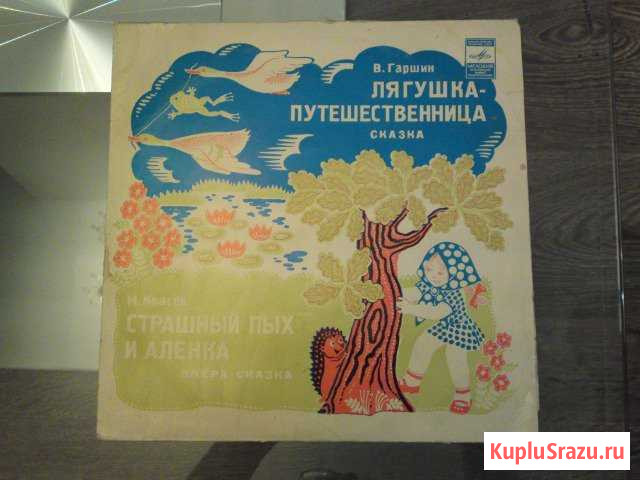 В. Гаршин
ЛЯГУШКА-
ПУТЕШЕСТВЕННИЦА
СКАЗКА
СТРАШНЫЙ ПЫХ
И АЛЕНКА
ОПЕРА-СКАЗКА
KupluSrazu.ru